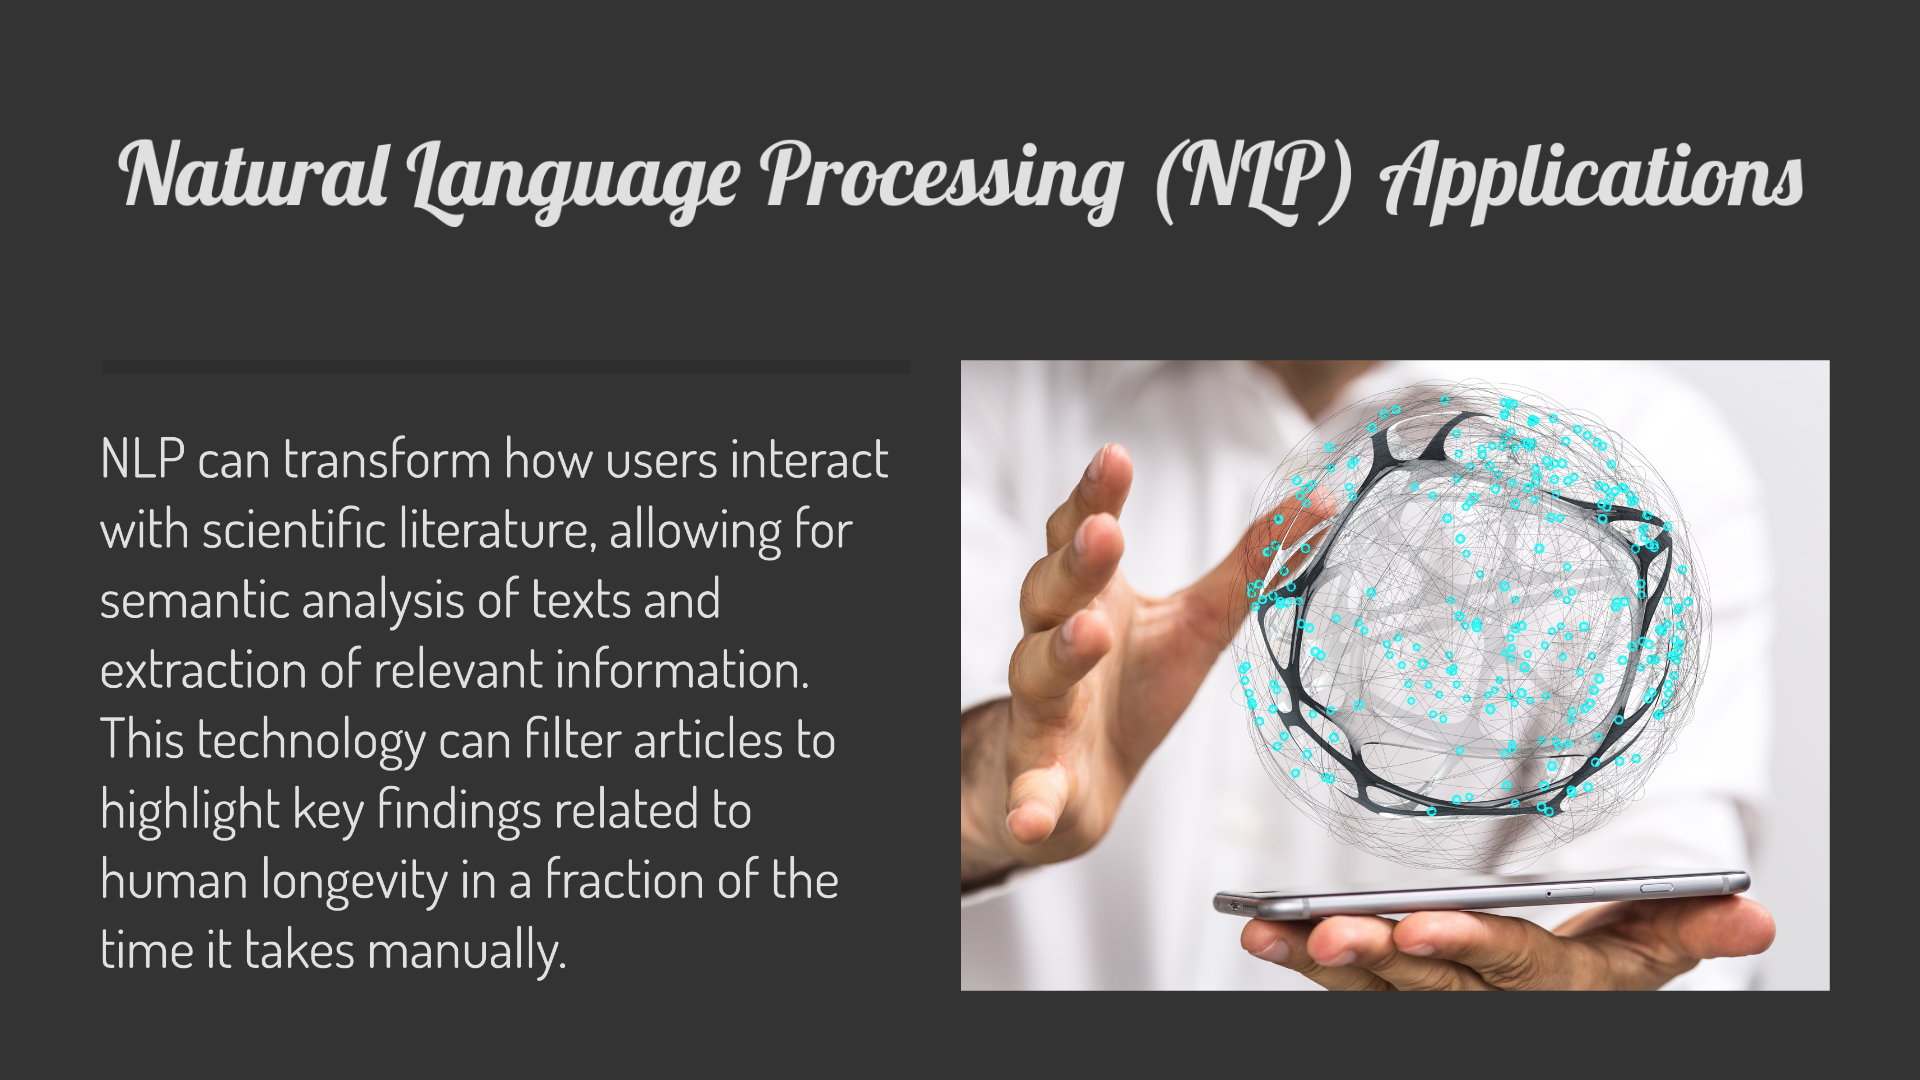 Natural Language Processing (NLP) Applications
NLP can transform how users interact
with scientific literature, allowing for
semantic analysis of texts and
extraction of relevant information.
This technology can filter articles to
highlight key findings related to
human longevity in a fraction of the
time it takes manually.